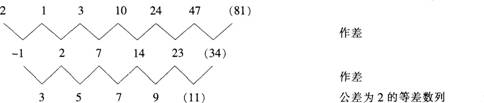 2 1 3 10 24 47 (81)
作差
-1 2 7 14 23 (34)
作差
3 5 7 9 (11) 公差为 2 的等差数列